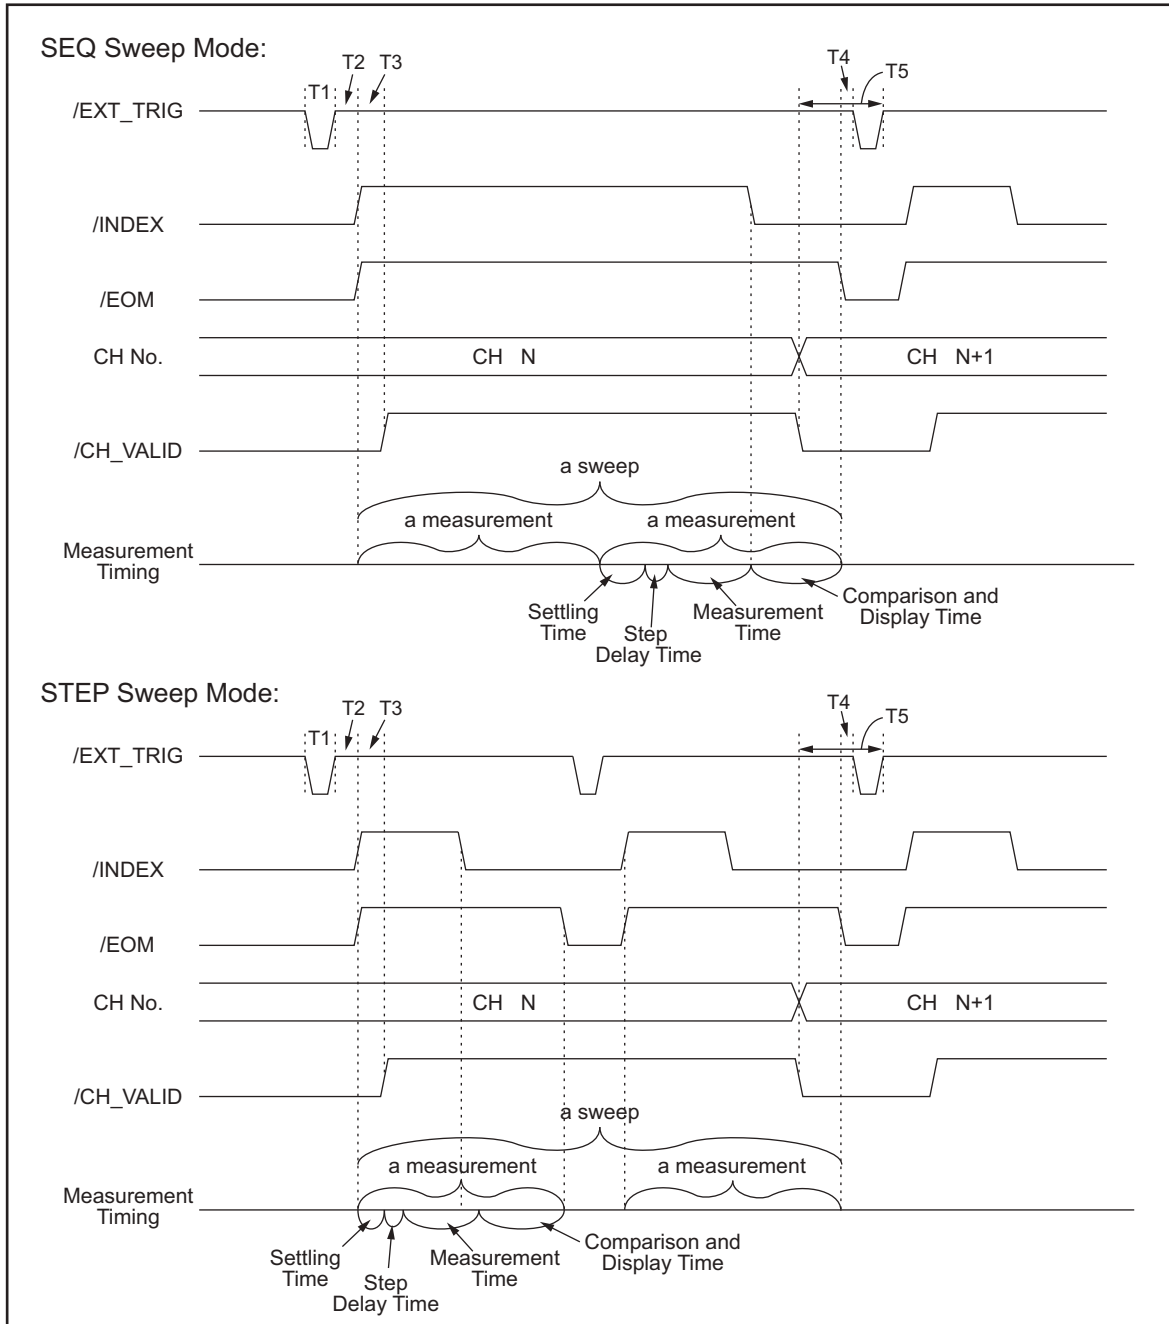 SEQ Sweep Mode:
T1
T2
T3
T4
T5
/EXT_TRIG
/INDEX
/EOM
CH No.
CH N
CH N+1
/CH_VALID
a sweep
a measurement
a measurement
Measurement
Timing
Settling
Time
Step
Delay Time
Measurement
Time
Comparison and
Display Time
STEP Sweep Mode:
T1
T2
T3
T4
T5
/EXT_TRIG
/INDEX
/EOM
CH No.
CH N
CH N+1
/CH_VALID
a sweep
a measurement
a measurement
Measurement
Timing
Settling
Time
Step
Delay Time
Measurement
Time
Comparison and
Display Time